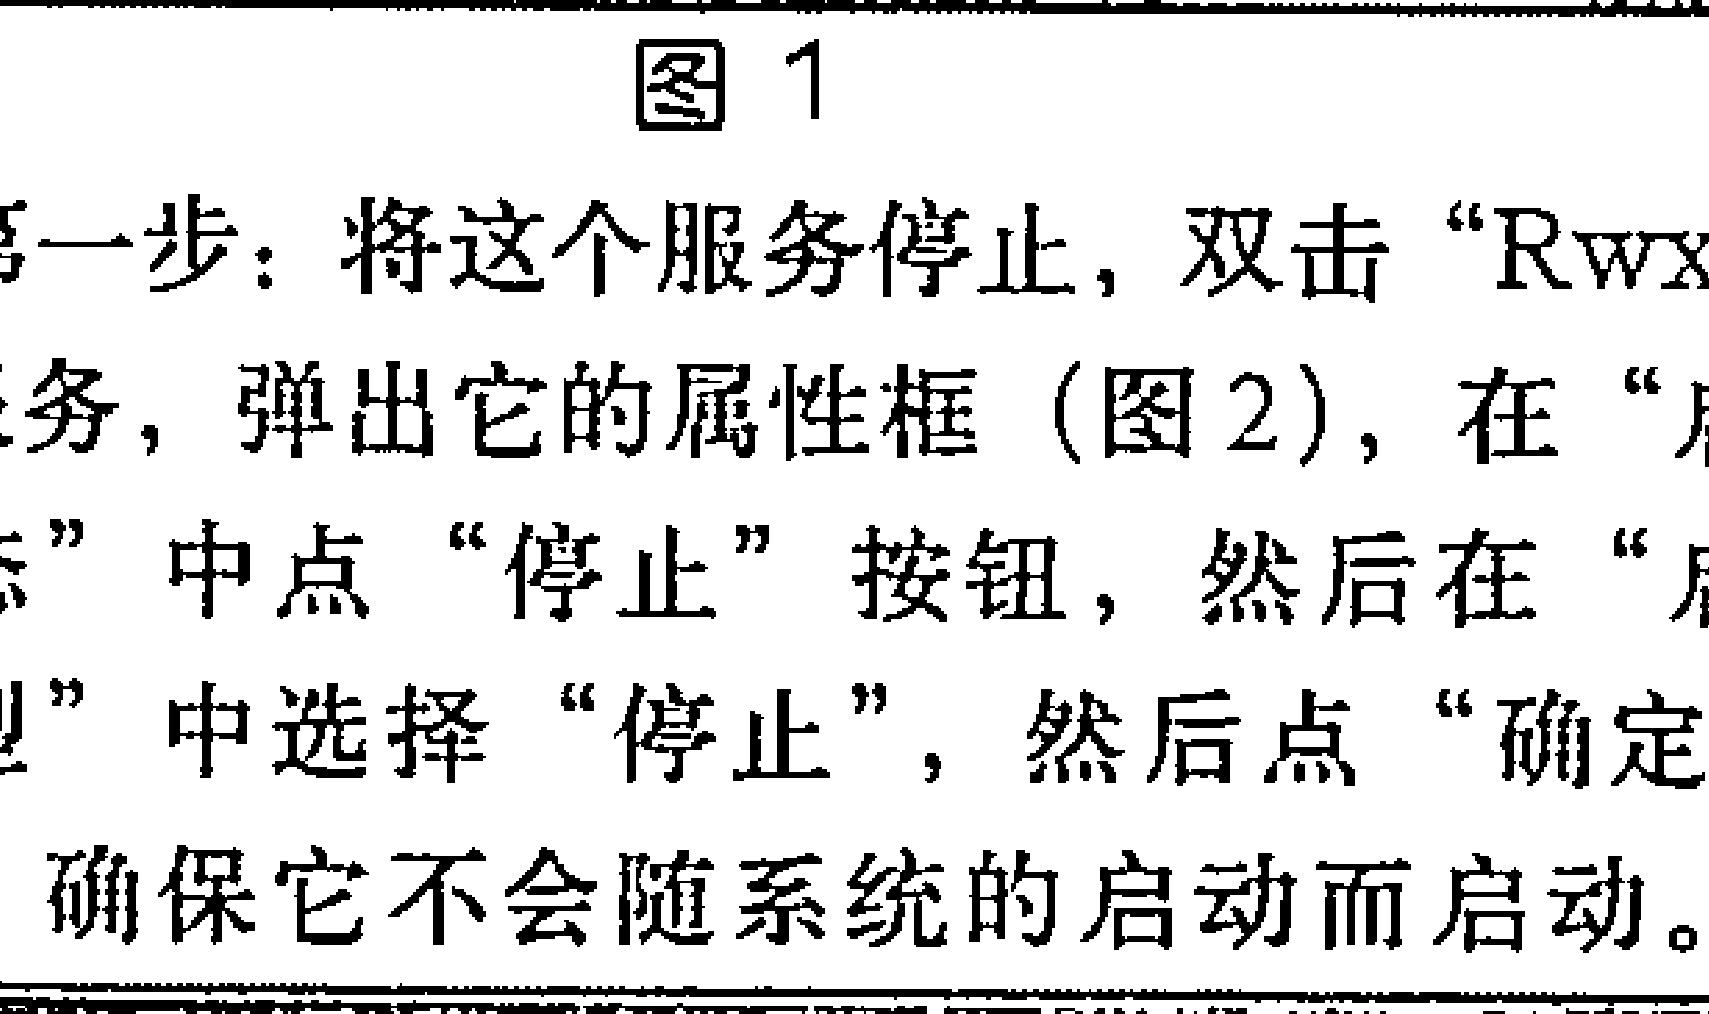 图 1
第一步：将这个服务停止，双击“Rwx
务，弹出它的属性框（图2），在“
”中点“停止”按钮，然后在“
型”中选择“停止”，然后点“确定
确保它不会随系统的启动而启动。